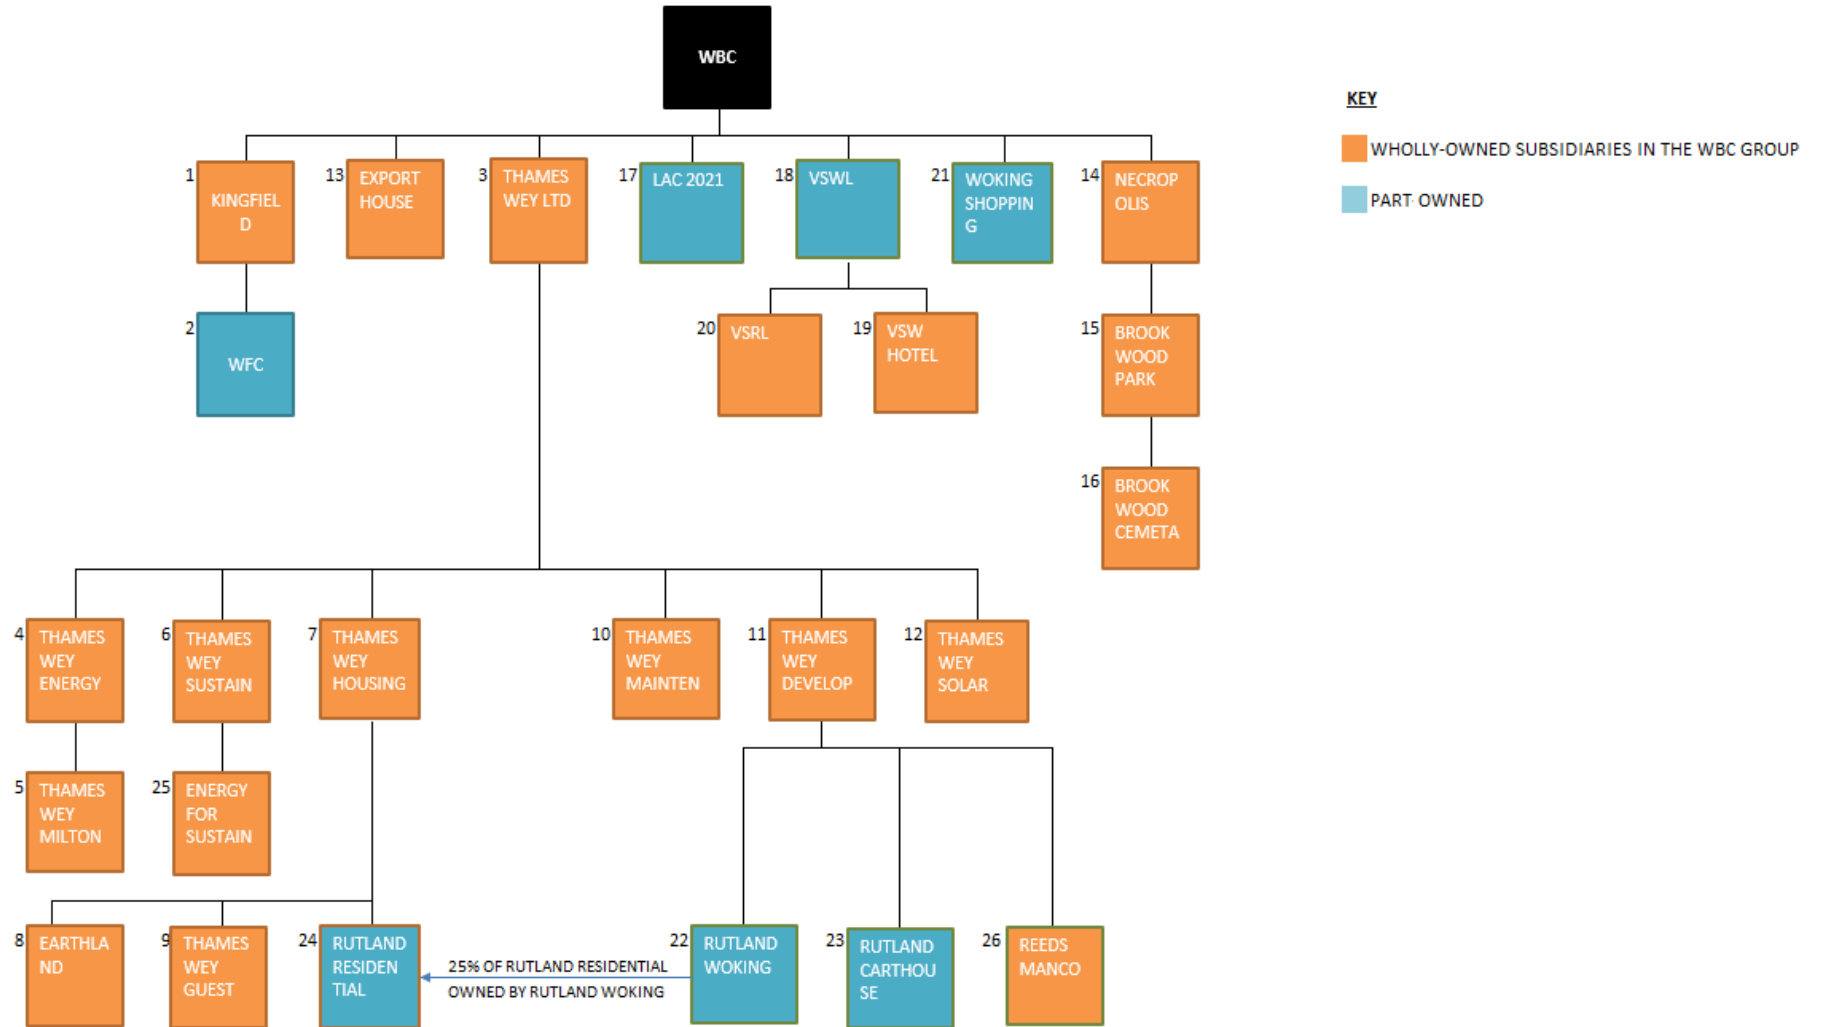 WBC
KEY
WHOLLY-OWNED SUBSIDIARIES IN THE WBC GROUP
PART OWNED
1
KINGFIEL
D
13
EXPORT
HOUSE
3
THAMES
WEY LTD
17
LAC 2021
18
VSWL
21
WOKING
SHOPPIN
G
14
NECROP
OLIS
2
WFC
20
VSRL
19
VSW
HOTEL
15
BROOK
WOOD
PARK
16
BROOK
WOOD
CEMETA
4
THAMES
WEY
ENERGY
6
THAMES
WEY
SUSTAIN
7
THAMES
WEY
HOUSING
10
THAMES
WEY
MAINTEN
11
THAMES
WEY
DEVELOP
12
THAMES
WEY
SOLAR
5
THAMES
WEY
MILTON
25
ENERGY
FOR
SUSTAIN
8
EARTHLA
ND
9
THAMES
WEY
GUEST
24
RUTLAND
RESIDEN
TIAL
25% OF RUTLAND RESIDENTIAL
OWNED BY RUTLAND WOKING
22
RUTLAND
WOKING
23
RUTLAND
CARTHOU
SE
26
REEDS
MANCO